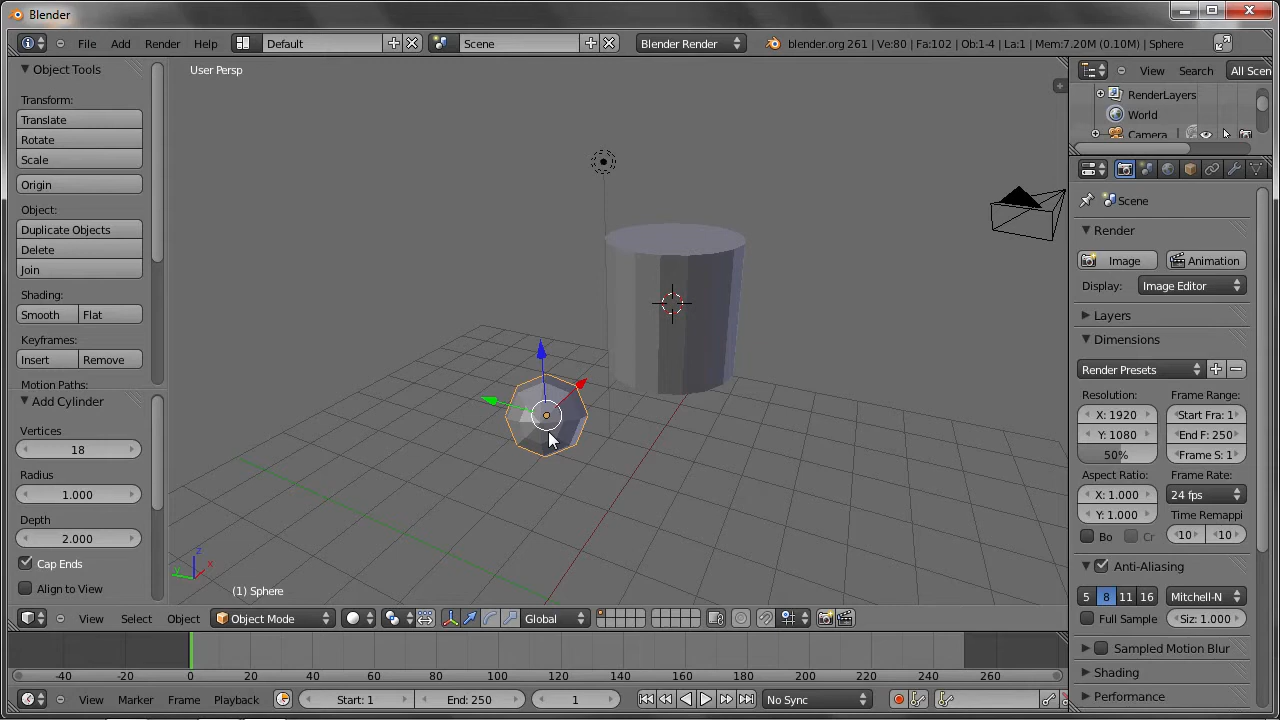 Blender
File Add Render Help Default Scene Blender Render blender.org 261 | Ve:80 | Fa:102 | Ob:1-4 | La:1 | Mem:7.20M (0.10M) | Sphere
Object Tools
User Persp
View Search All Scen
RenderLayers
World
Camera
Transform:
Translate
Rotate
Scale
Origin
Object:
Duplicate Objects
Delete
Join
Shading:
Smooth Flat
Keyframes:
Insert Remove
Motion Paths:
Add Cylinder
Vertices
18
Radius
1.000
Depth
2.000
Cap Ends
Align to View
z
y x
(1) Sphere
Scene
Render
Image Animation
Display: Image Editor
Layers
Dimensions
Render Presets
Resolution: Frame Range:
X: 1920 Start Fra: 1
Y: 1080 End F: 250
50% Frame S: 1
Aspect Ratio: Frame Rate:
X: 1.000 24 fps
Y: 1.000 Time Remappi
Bo Cr 10 10
Anti-Aliasing
5 8 11 16 Mitchell-N
Full Sample Siz: 1.000
Sampled Motion Blur
Shading
Performance
View Select Object Object Mode Global
-40 -20 0 20 40 60 80 100 120 140 160 180 200 220 240 260
View Marker Frame Playback Start: 1 End: 250 1 No Sync